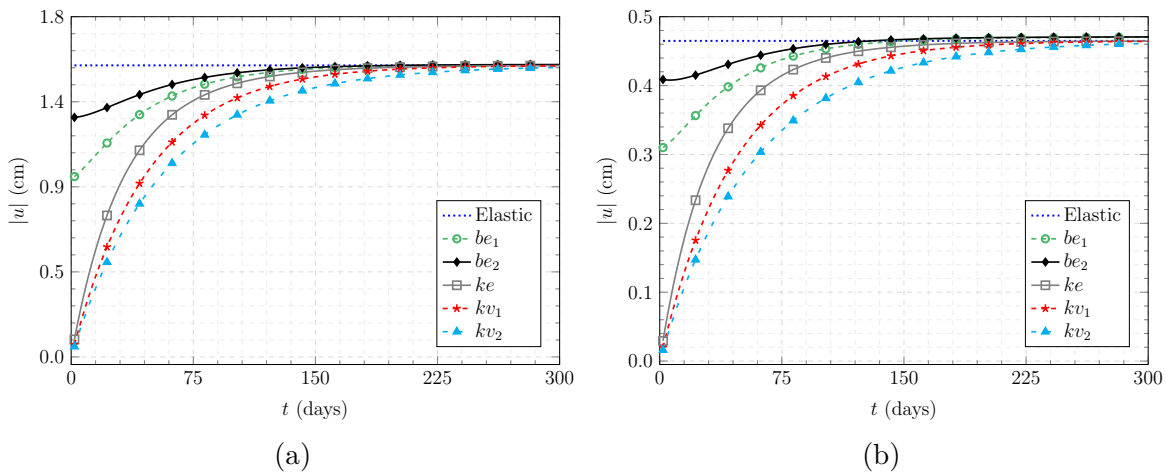 1.8
1.4
0.9
0.5
0.0
|u| (cm)
0
75
150
225
300
t (days)
Elastic
be1
be2
ke
kv1
kv2
(a)
0.5
0.4
0.3
0.2
0.1
0.0
|u| (cm)
0
75
150
225
300
t (days)
Elastic
be1
be2
ke
kv1
kv2
(b)